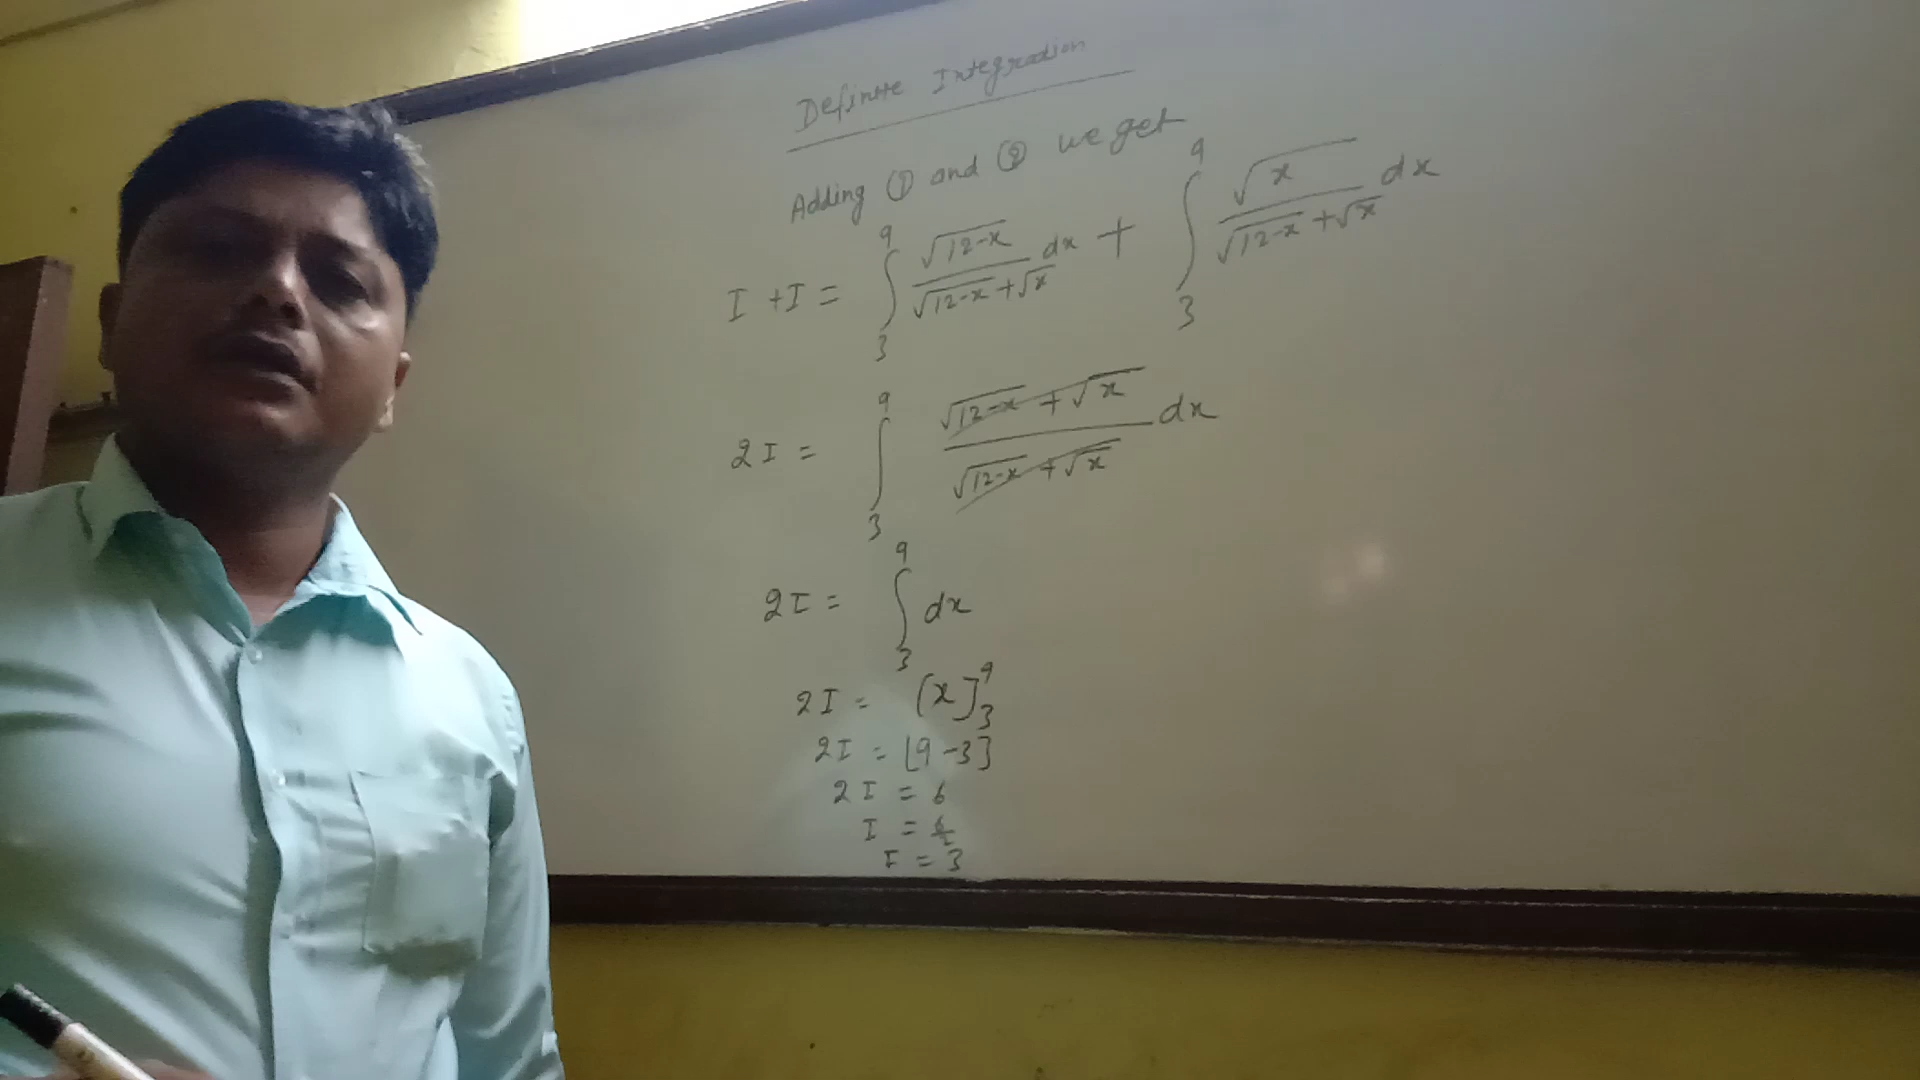 Definite Integration
Adding ① and ② we get
I + I = ∫₃⁹ √(12-x) / (√(12-x) + √x) dx + ∫₃⁹ √x / (√(12-x) + √x) dx
2I = ∫₃⁹ (√(12-x) + √x) / (√(12-x) + √x) dx
2I = ∫₃⁹ dx
2I = [x]₃⁹
2I = [9-3]
2I = 6
I = 6/2
I = 3